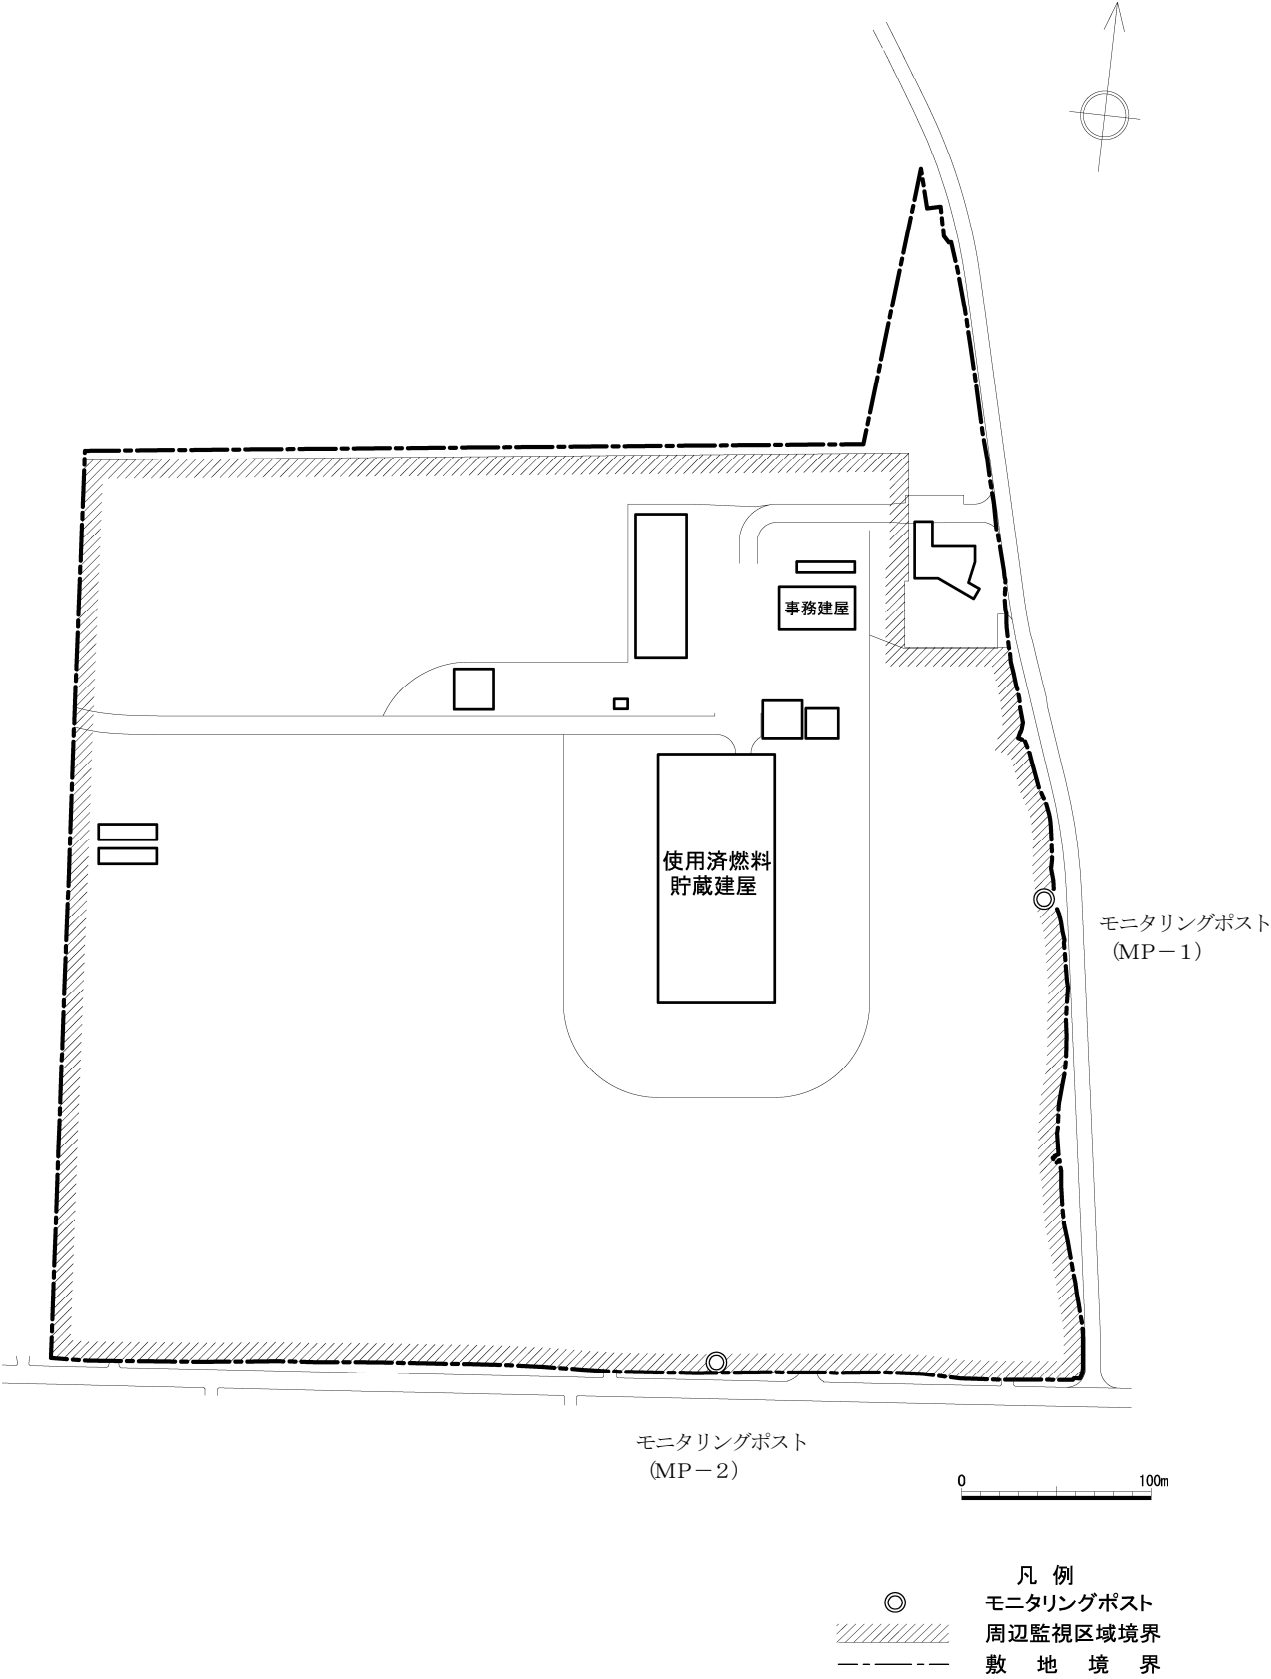 事務建屋
使用済燃料
貯蔵建屋
モニタリングポスト
(MP－1)
モニタリングポスト
(MP－2)
0 100m
凡 例
モニタリングポスト
周辺監視区域境界
敷 地 境 界